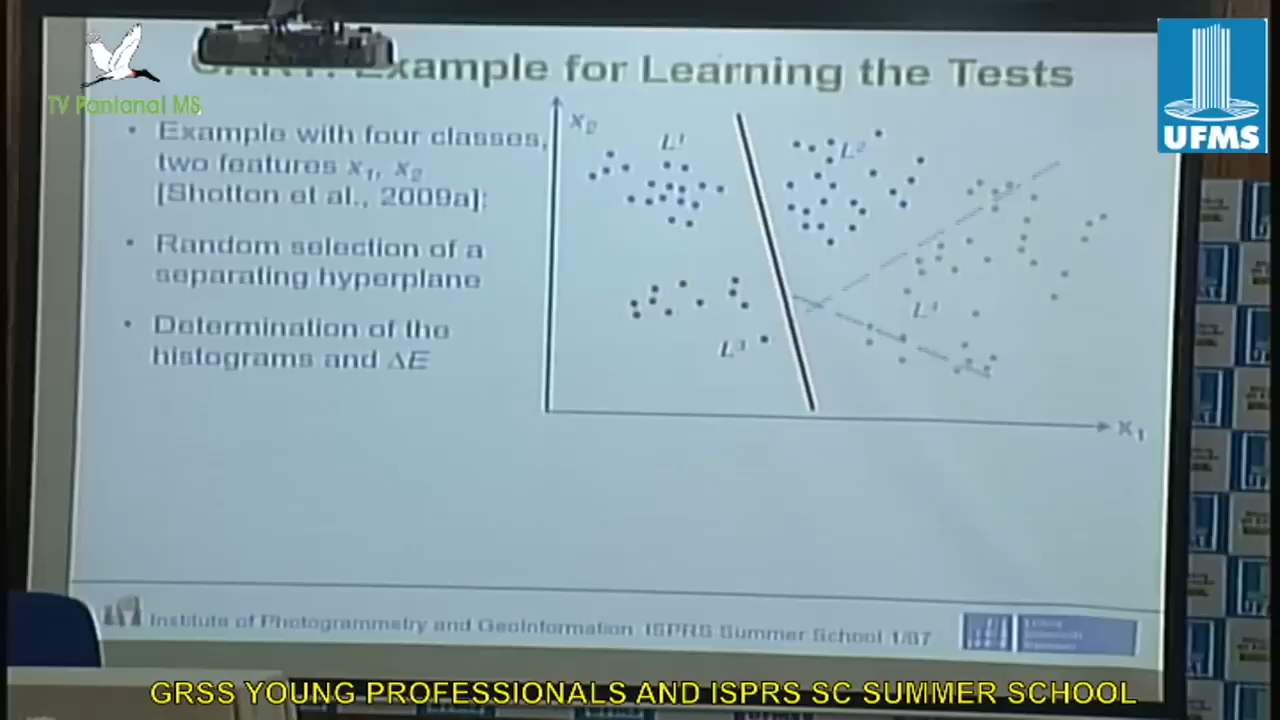 TV Pantanal MS
UFMS
CART: Example for Learning the Tests
• Example with four classes,
two features x₁, x₂
[Shotton et al., 2009a]:
• Random selection of a
separating hyperplane
• Determination of the
histograms and ΔE
x₂
L¹
L²
L³
L⁴
x₁
Institute of Photogrammetry and GeoInformation ISPRS Summer School 1/87
GRSS YOUNG PROFESSIONALS AND ISPRS SC SUMMER SCHOOL